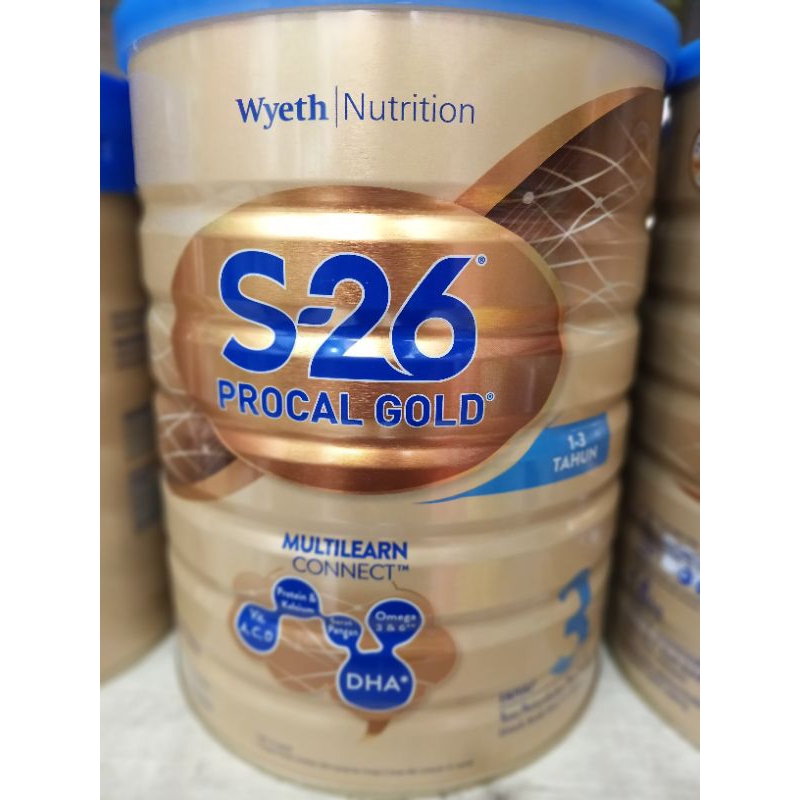 Wyeth | Nutrition
S-26®
PROCAL GOLD®
1-3
TAHUN
MULTILEARN
CONNECT™
Protein &
Kalsium
Vit.
A, C, D
Serat
Pangan
Omega
3 & 6**
DHA*
3